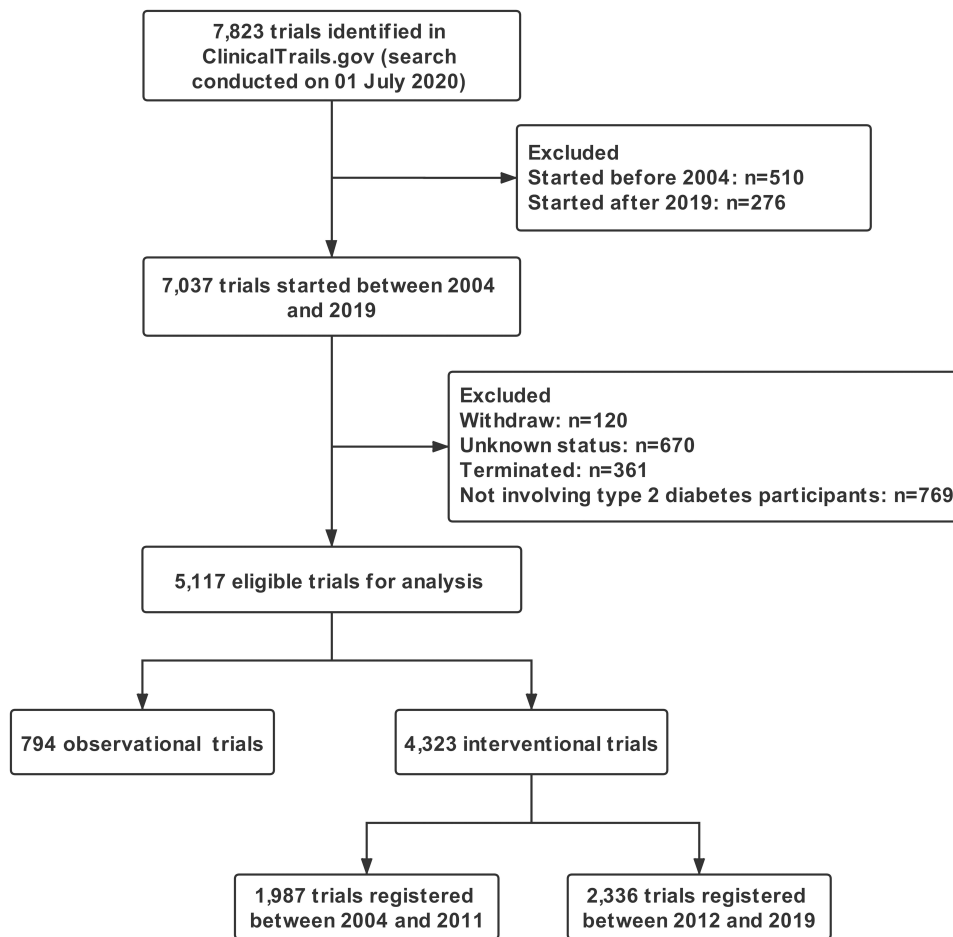 7,823 trials identified in
ClinicalTrails.gov (search
conducted on 01 July 2020)
Excluded
Started before 2004: n=510
Started after 2019: n=276
7,037 trials started between 2004
and 2019
Excluded
Withdraw: n=120
Unknown status: n=670
Terminated: n=361
Not involving type 2 diabetes participants: n=769
5,117 eligible trials for analysis
794 observational trials
4,323 interventional trials
1,987 trials registered
between 2004 and 2011
2,336 trials registered
between 2012 and 2019